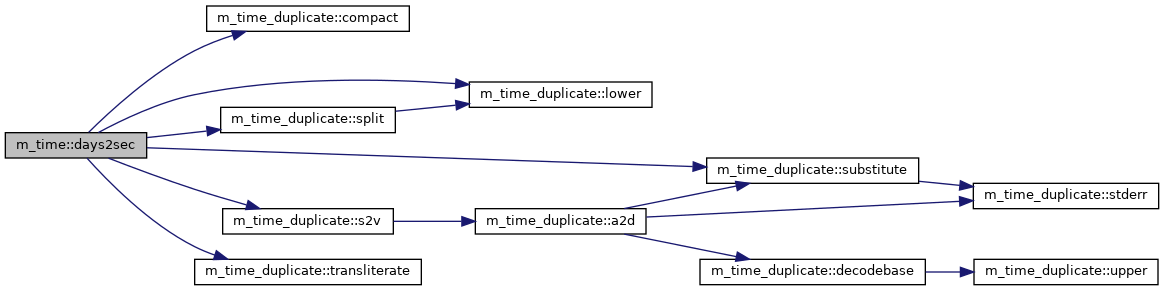 m_time_duplicate::compact
m_time_duplicate::lower
m_time_duplicate::split
m_time::days2sec
m_time_duplicate::substitute
m_time_duplicate::stderr
m_time_duplicate::s2v
m_time_duplicate::a2d
m_time_duplicate::transliterate
m_time_duplicate::decodebase
m_time_duplicate::upper